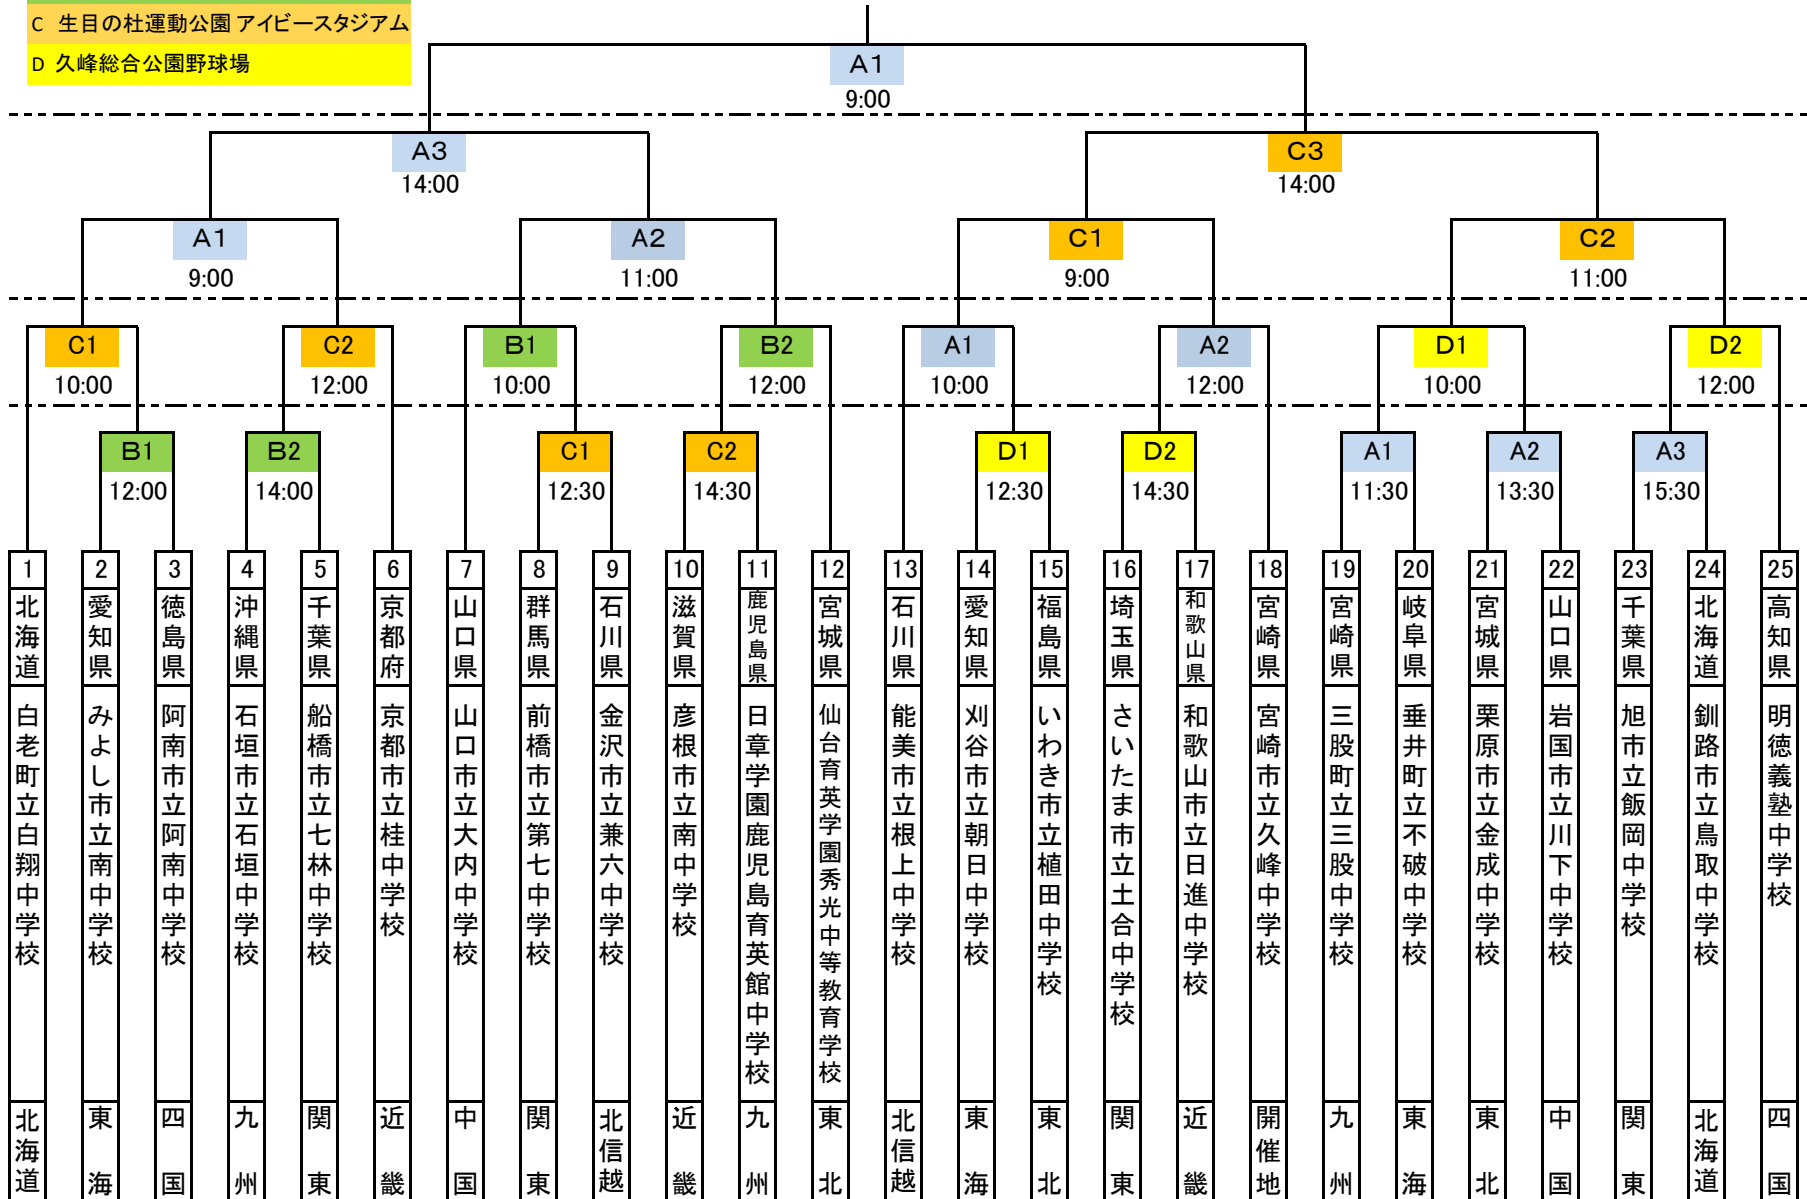 C 生目の杜運動公園 アイビースタジアム
D 久峰総合公園野球場
A1
9:00
A3
C3
14:00
14:00
A1
A2
C1
C2
9:00
11:00
9:00
11:00
C1
C2
B1
B2
A1
A2
D1
D2
10:00
12:00
10:00
12:00
10:00
12:00
10:00
12:00
B1
B2
C1
C2
D1
D2
A1
A2
A3
12:00
14:00
12:30
14:30
12:30
14:30
11:30
13:30
15:30
1
北海道
白老町立白翔中学校
北海道
2
愛知県
みよし市立南中学校
東海
3
徳島県
阿南市立阿南中学校
四国
4
沖縄県
石垣市立石垣中学校
九州
5
千葉県
船橋市立七林中学校
関東
6
京都府
京都市立桂中学校
近畿
7
山口県
山口市立大内中学校
中国
8
群馬県
前橋市立第七中学校
関東
9
石川県
金沢市立兼六中学校
北信越
10
滋賀県
彦根市立南中学校
近畿
11
鹿児島県
日章学園鹿児島育英館中学校
九州
12
宮城県
仙台育英学園秀光中等教育学校
東北
13
石川県
能美市立根上中学校
北信越
14
愛知県
刈谷市立朝日中学校
東海
15
福島県
いわき市立植田中学校
東北
16
埼玉県
さいたま市立土合中学校
関東
17
和歌山県
和歌山市立日進中学校
近畿
18
宮崎県
宮崎市立久峰中学校
開催地
19
宮崎県
三股町立三股中学校
九州
20
岐阜県
垂井町立不破中学校
東海
21
宮城県
栗原市立金成中学校
東北
22
山口県
岩国市立川下中学校
中国
23
千葉県
旭市立飯岡中学校
関東
24
北海道
釧路市立鳥取中学校
北海道
25
高知県
明徳義塾中学校
四国